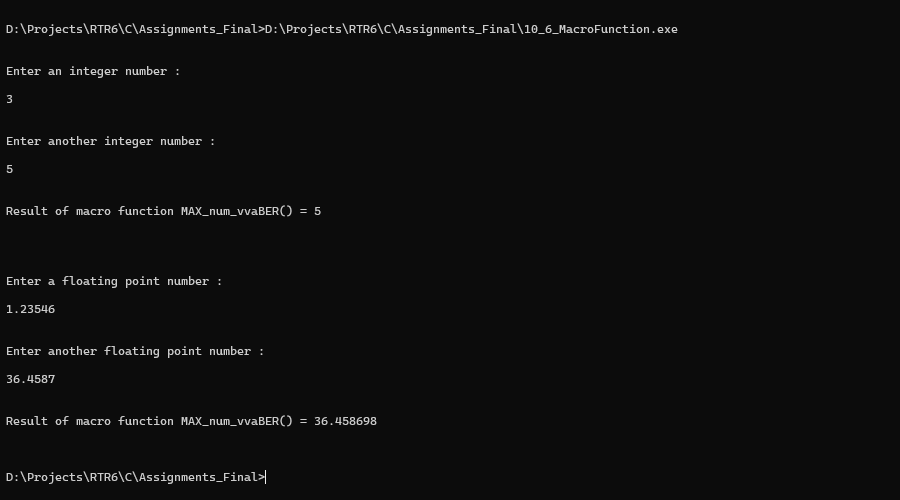 D:\Projects\RTR6\C\Assignments_Final>D:\Projects\RTR6\C\Assignments_Final\10_6_MacroFunction.exe
Enter an integer number :
3
Enter another integer number :
5
Result of macro function MAX_num_vvaBER() = 5
Enter a floating point number :
1.23546
Enter another floating point number :
36.4587
Result of macro function MAX_num_vvaBER() = 36.458698
D:\Projects\RTR6\C\Assignments_Final>